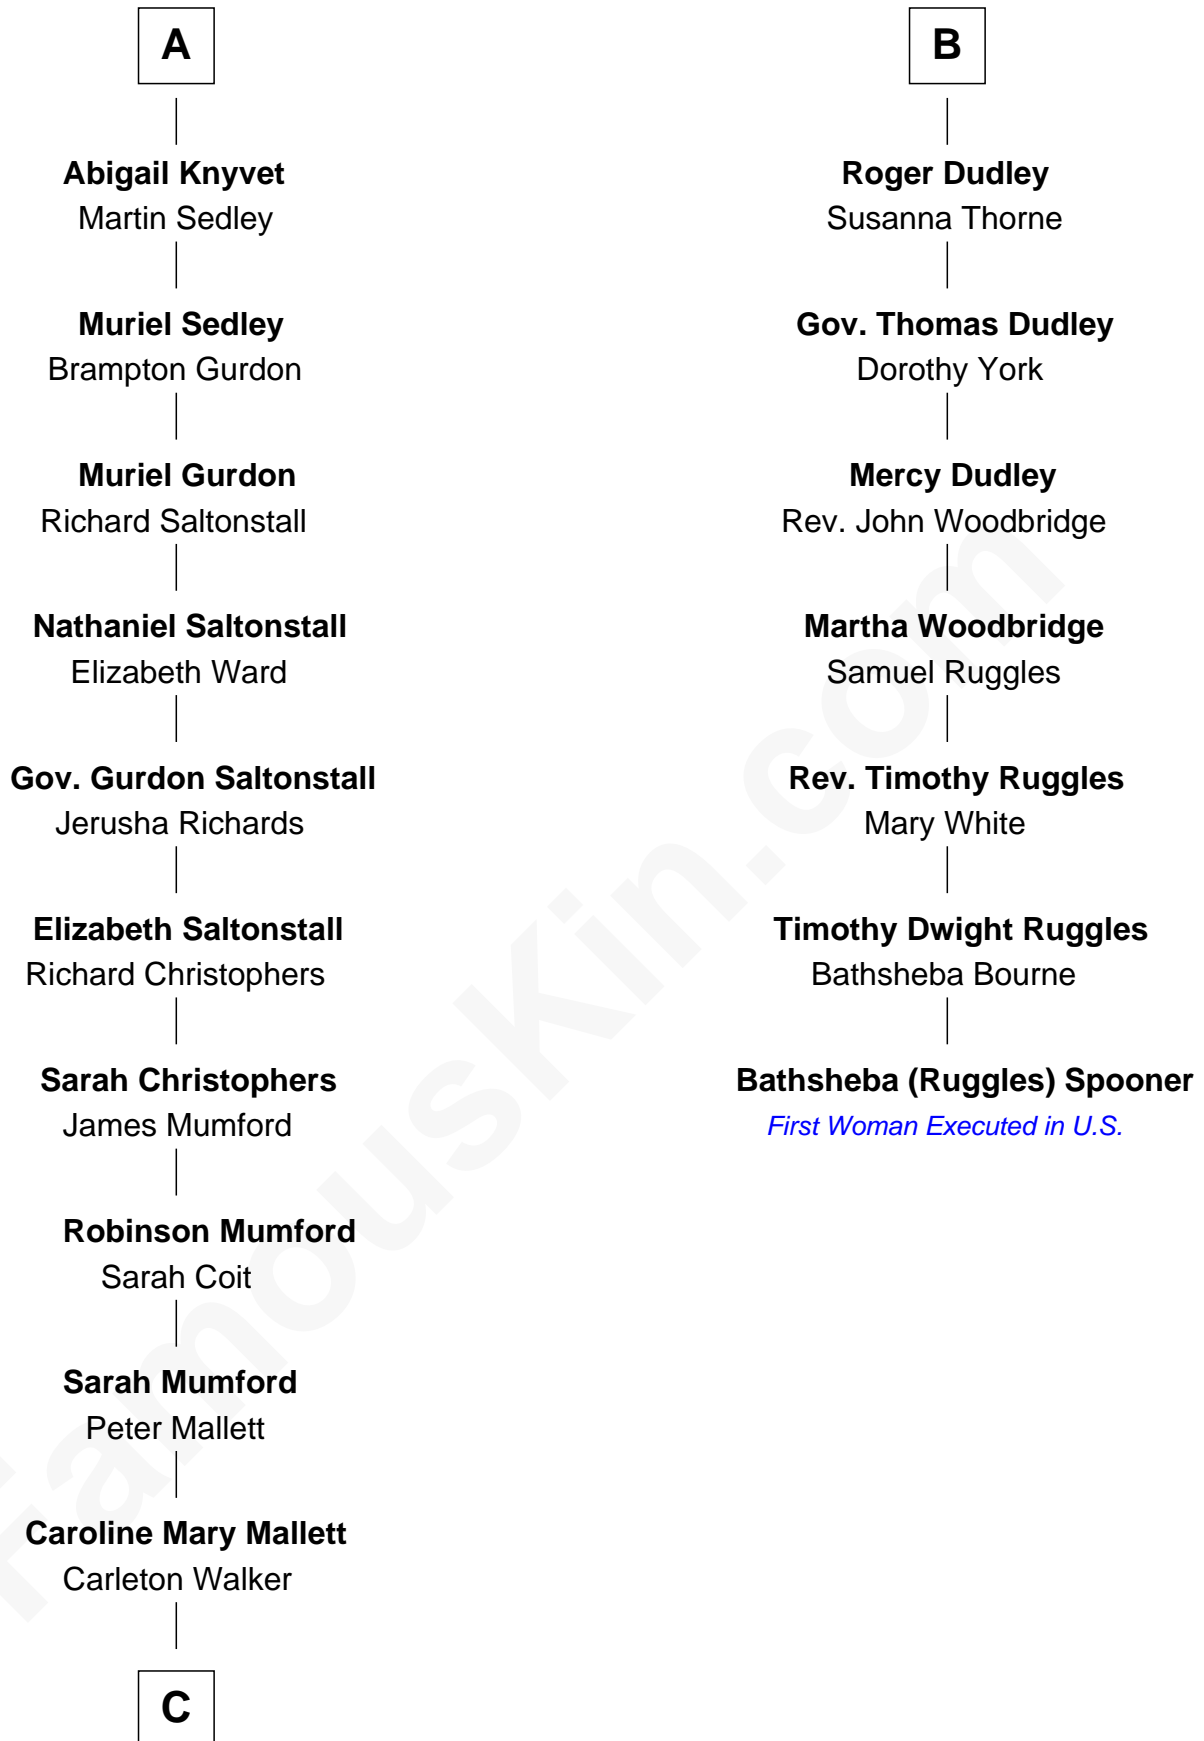 A
Abigail Knyvet
Martin Sedley
Muriel Sedley
Brampton Gurdon
Muriel Gurdon
Richard Saltonstall
Nathaniel Saltonstall
Elizabeth Ward
Gov. Gurdon Saltonstall
Jerusha Richards
Elizabeth Saltonstall
Richard Christophers
Sarah Christophers
James Mumford
Robinson Mumford
Sarah Coit
Sarah Mumford
Peter Mallett
Caroline Mary Mallett
Carleton Walker
C
B
Roger Dudley
Susanna Thorne
Gov. Thomas Dudley
Dorothy York
Mercy Dudley
Rev. John Woodbridge
Martha Woodbridge
Samuel Ruggles
Rev. Timothy Ruggles
Mary White
Timothy Dwight Ruggles
Bathsheba Bourne
Bathsheba (Ruggles) Spooner
First Woman Executed in U.S.
FamousKin.com